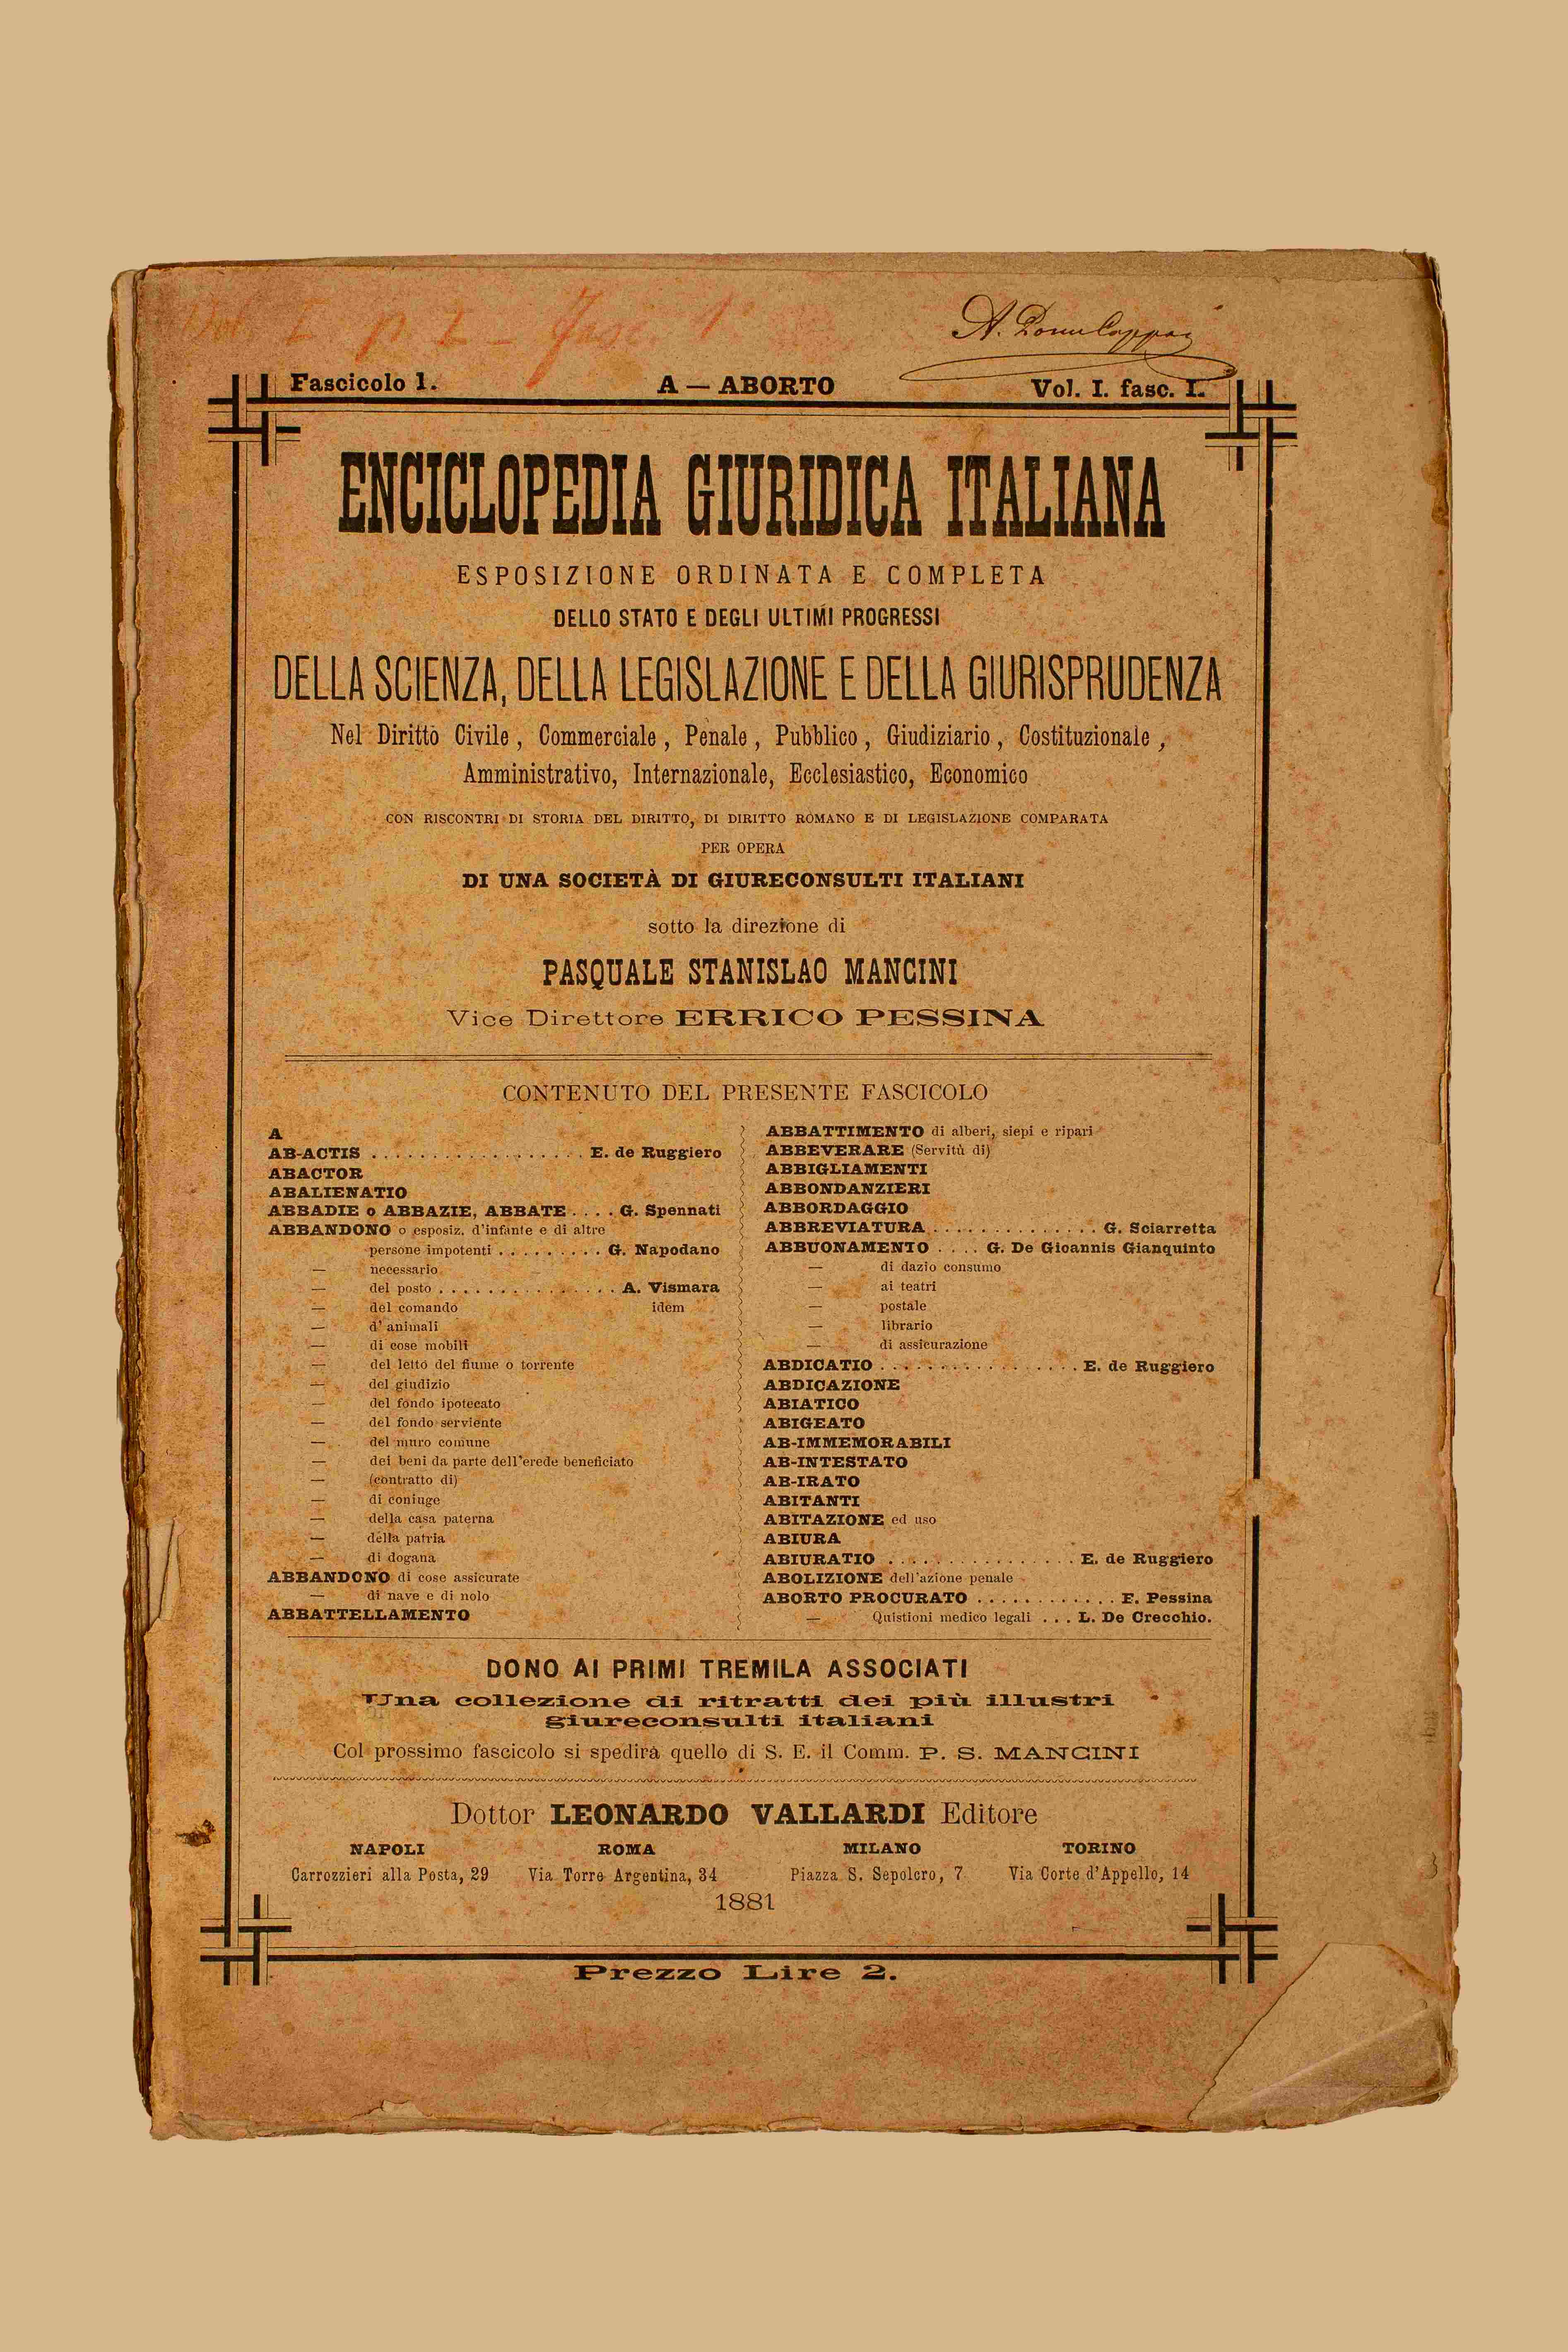 Vol. I p. I – Fasc. 1°
Fascicolo 1.
A — ABORTO
Vol. I. fasc. I.
ENCICLOPEDIA GIURIDICA ITALIANA
ESPOSIZIONE ORDINATA E COMPLETA
DELLO STATO E DEGLI ULTIMI PROGRESSI
DELLA SCIENZA, DELLA LEGISLAZIONE E DELLA GIURISPRUDENZA
Nel Diritto Civile, Commerciale, Penale, Pubblico, Giudiziario, Costituzionale,
Amministrativo, Internazionale, Ecclesiastico, Economico
CON RISCONTRI DI STORIA DEL DIRITTO, DI DIRITTO ROMANO E DI LEGISLAZIONE COMPARATA
PER OPERA
DI UNA SOCIETÀ DI GIURECONSULTI ITALIANI
sotto la direzione di
PASQUALE STANISLAO MANCINI
Vice Direttore ERRICO PESSINA
CONTENUTO DEL PRESENTE FASCICOLO
A
AB-ACTIS . . . . . . . . . . . . . . . . . . E. de Ruggiero
ABACTOR
ABALIENATIO
ABBADIE o ABBAZIE, ABBATE . . . . G. Spennati
ABBANDONO o esposiz. d'infante e di altre
persone impotenti . . . . . . . . . G. Napodano
— necessario
— del posto . . . . . . . . . . . . . . . A. Vismara
— del comando idem
— d' animali
— di cose mobili
— del letto del fiume o torrente
— del giudizio
— del fondo ipotecato
— del fondo serviente
— del muro comune
— dei beni da parte dell'erede beneficiato
— (contratto di)
— di coniuge
— della casa paterna
— della patria
— di dogana
ABBANDONO di cose assicurate
— di nave e di nolo
ABBATTELLAMENTO
ABBATTIMENTO di alberi, siepi e ripari
ABBEVERARE (Servitù di)
ABBIGLIAMENTI
ABBONDANZIERI
ABBORDAGGIO
ABBREVIATURA . . . . . . . . . . . . . . G. Sciarretta
ABBUONAMENTO . . . . G. De Gioannis Gianquinto
— di dazio consumo
— ai teatri
— postale
— librario
— di assicurazione
ABDICATIO . . . . . . . . . . . . . . . . . E. de Ruggiero
ABDICAZIONE
ABIATICO
ABIGEATO
AB-IMMEMORABILI
AB-INTESTATO
AB-IRATO
ABITANTI
ABITAZIONE ed uso
ABIURA
ABIURATIO . . . . . . . . . . . . . . . . E. de Ruggiero
ABOLIZIONE dell'azione penale
ABORTO PROCURATO . . . . . . . . . . . . E. Pessina
— Quistioni medico legali . . . L. De Crecchio.
DONO AI PRIMI TREMILA ASSOCIATI
Una collezione di ritratti dei più illustri
giureconsulti italiani
Col prossimo fascicolo si spedirà quello di S. E. il Comm. P. S. MANCINI
Dottor LEONARDO VALLARDI Editore
NAPOLI ROMA MILANO TORINO
Carrozzieri alla Posta, 29 Via Torre Argentina, 34 Piazza S. Sepolcro, 7 Via Corte d'Appello, 14
1881
Prezzo Lire 2.